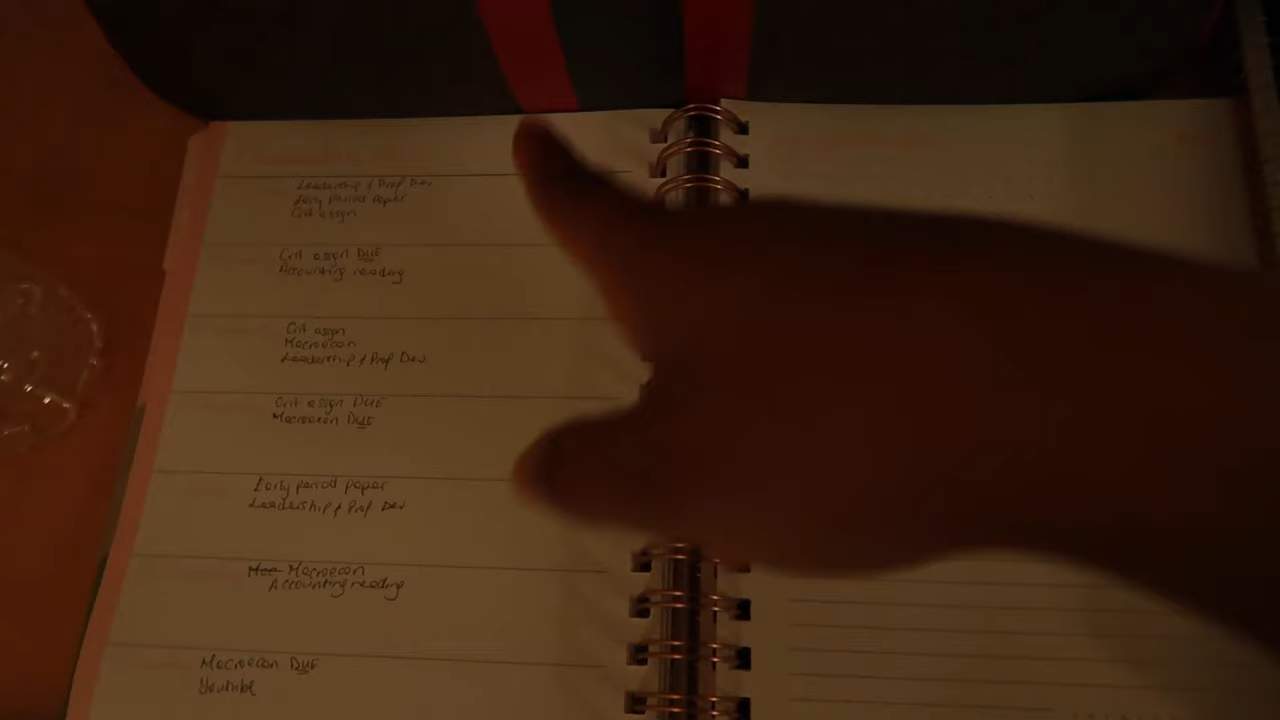 Leadership & Prof Dev
Early period paper
Crit assign
Crit assign DUE
Accounting reading
Crit assign
Macroecon
Leadership & Prof Dev
Crit assign DUE
Macroecon DUE
Early period paper
Leadership & Prof. Dev
Mac Macroecon
Accounting reading
Macroecon DUE
Youtube